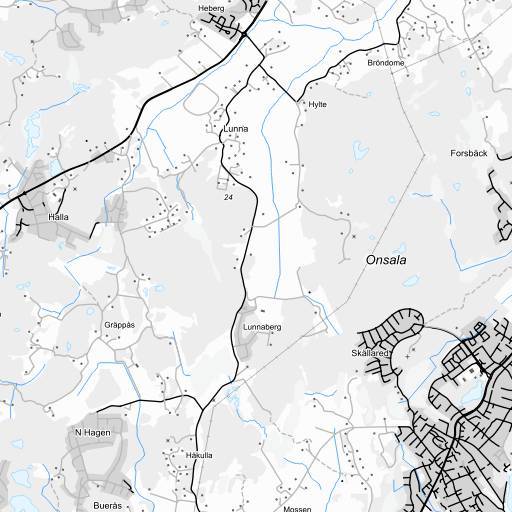 Heberg
Bröndome
Hylte
Lunna
Forsbäck
24
Halla
Onsala
Gräppås
Lunnaberg
Skällared
N Hagen
Håkulla
Buerås
Mossen